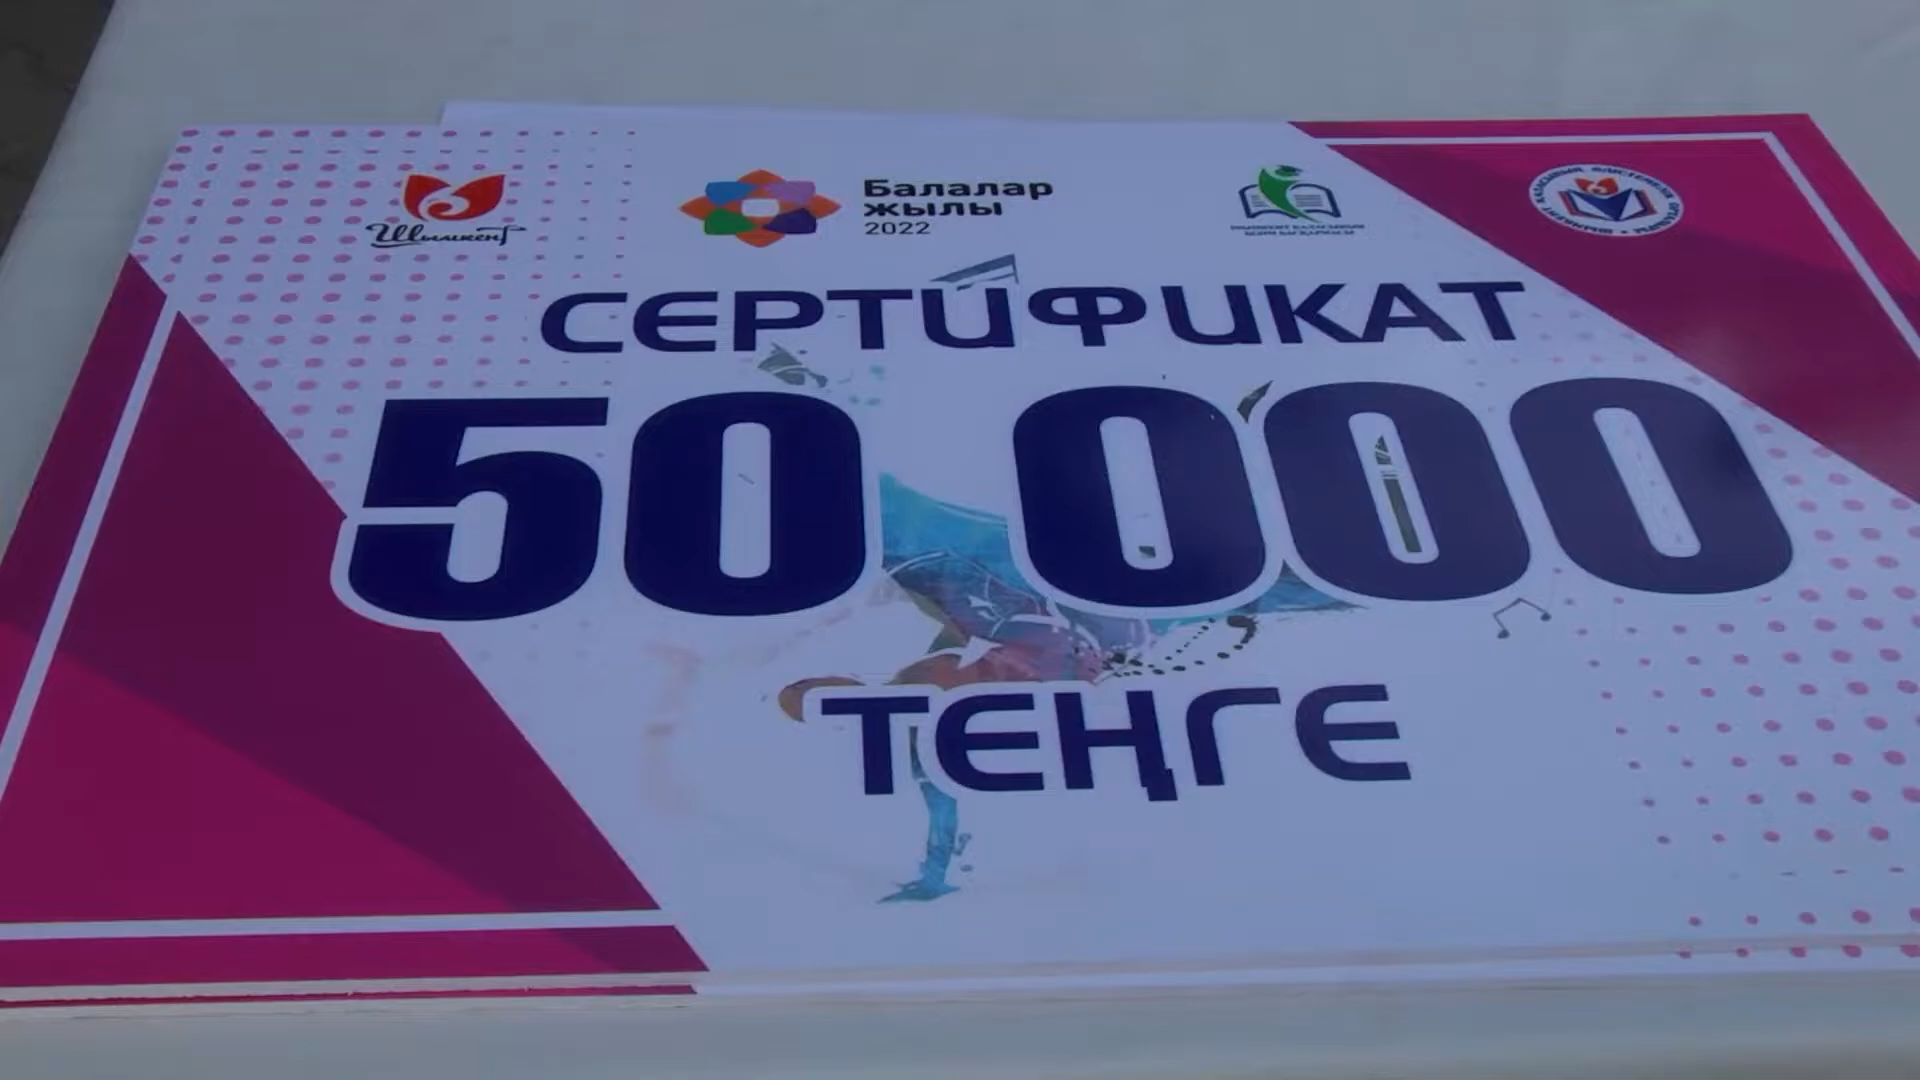 Шымкент
Балалар
жылы
2022
СЕРТИФИКАТ
50 000
ТЕҢГЕ